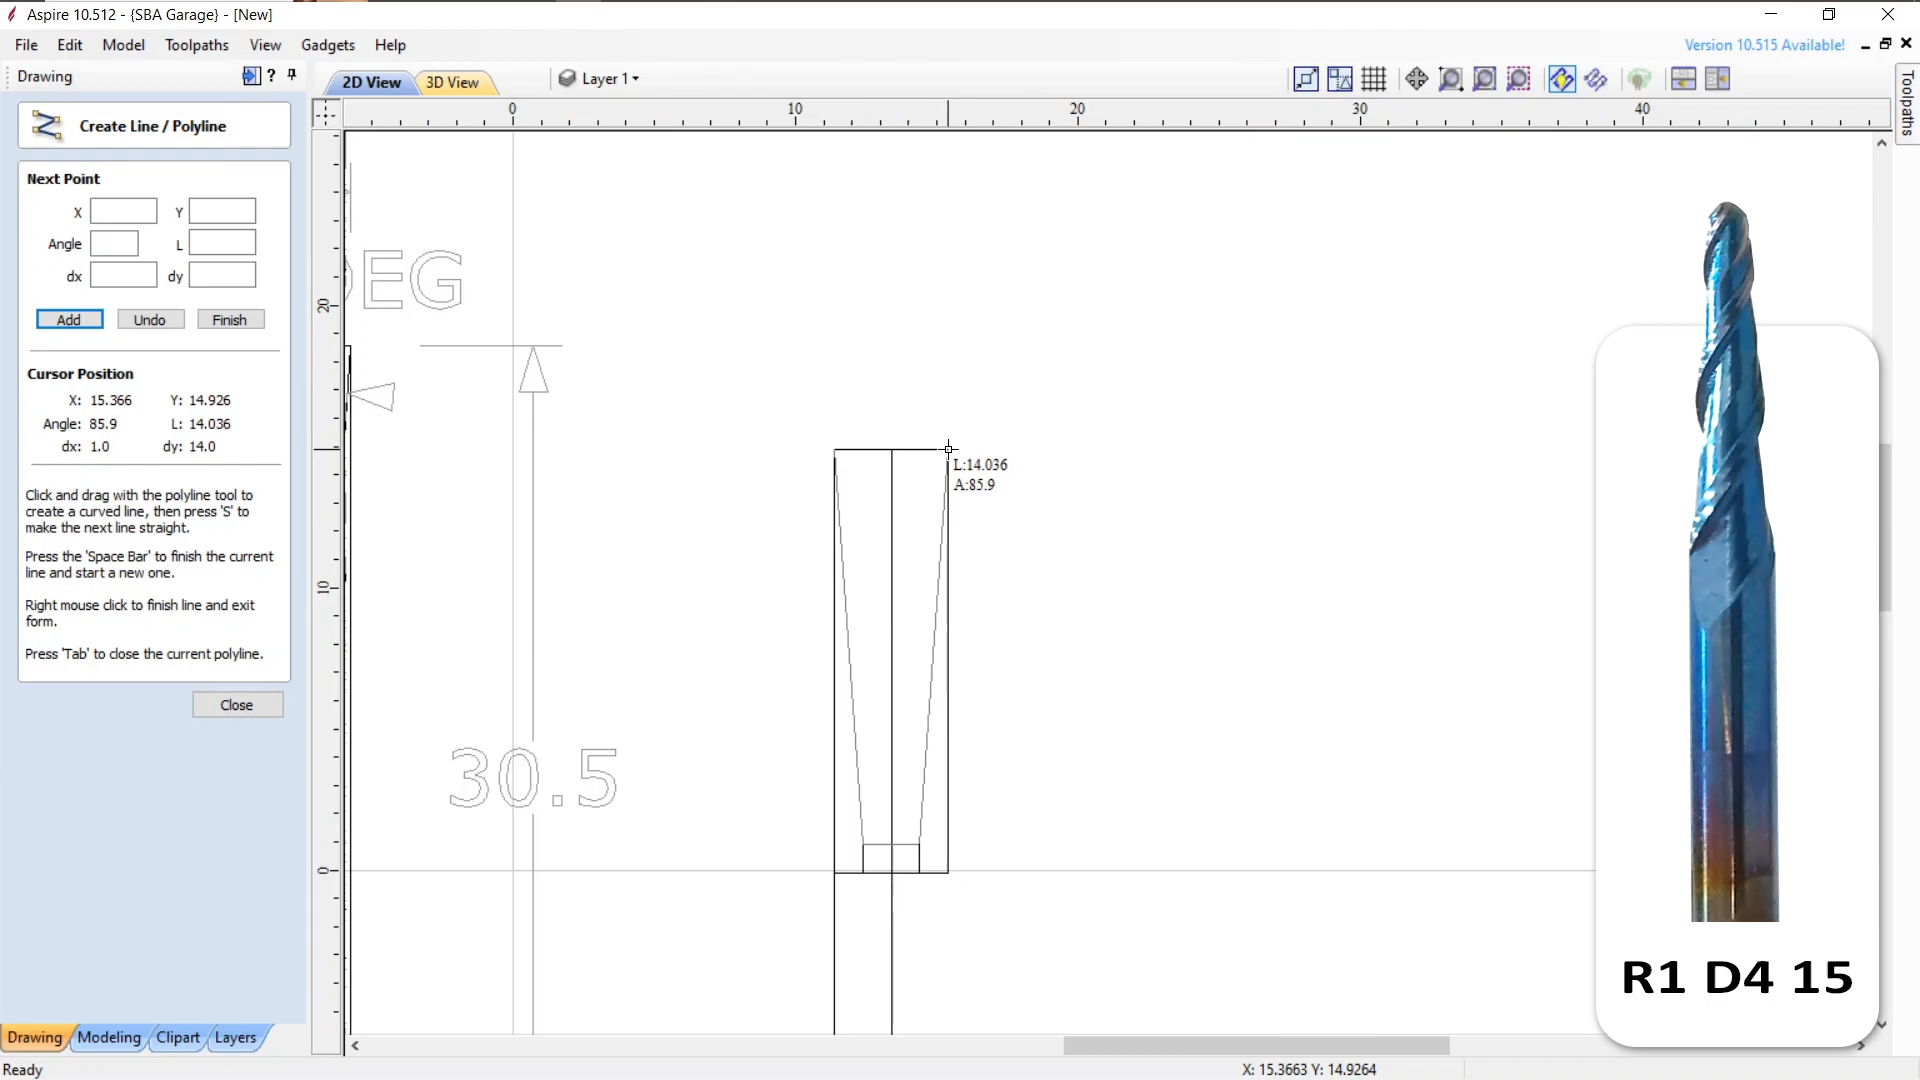 Aspire 10.512 - {SBA Garage} - [New]
File Edit Model Toolpaths View Gadgets Help
Version 10.515 Available!
Drawing
?
2D View
3D View
Layer 1
Toolpaths
Create Line / Polyline
0 10 20 30 40
Next Point
X Y
Angle L
dx dy
Add Undo Finish
Cursor Position
X: 15.366 Y: 14.926
Angle: 85.9 L: 14.036
dx: 1.0 dy: 14.0
Click and drag with the polyline tool to
create a curved line, then press 'S' to
make the next line straight.
Press the 'Space Bar' to finish the current
line and start a new one.
Right mouse click to finish line and exit
form.
Press 'Tab' to close the current polyline.
Close
20
10
0
EG
30.5
L:14.036
A:85.9
R1 D4 15
Drawing Modeling Clipart Layers
Ready
X: 15.3663 Y: 14.9264